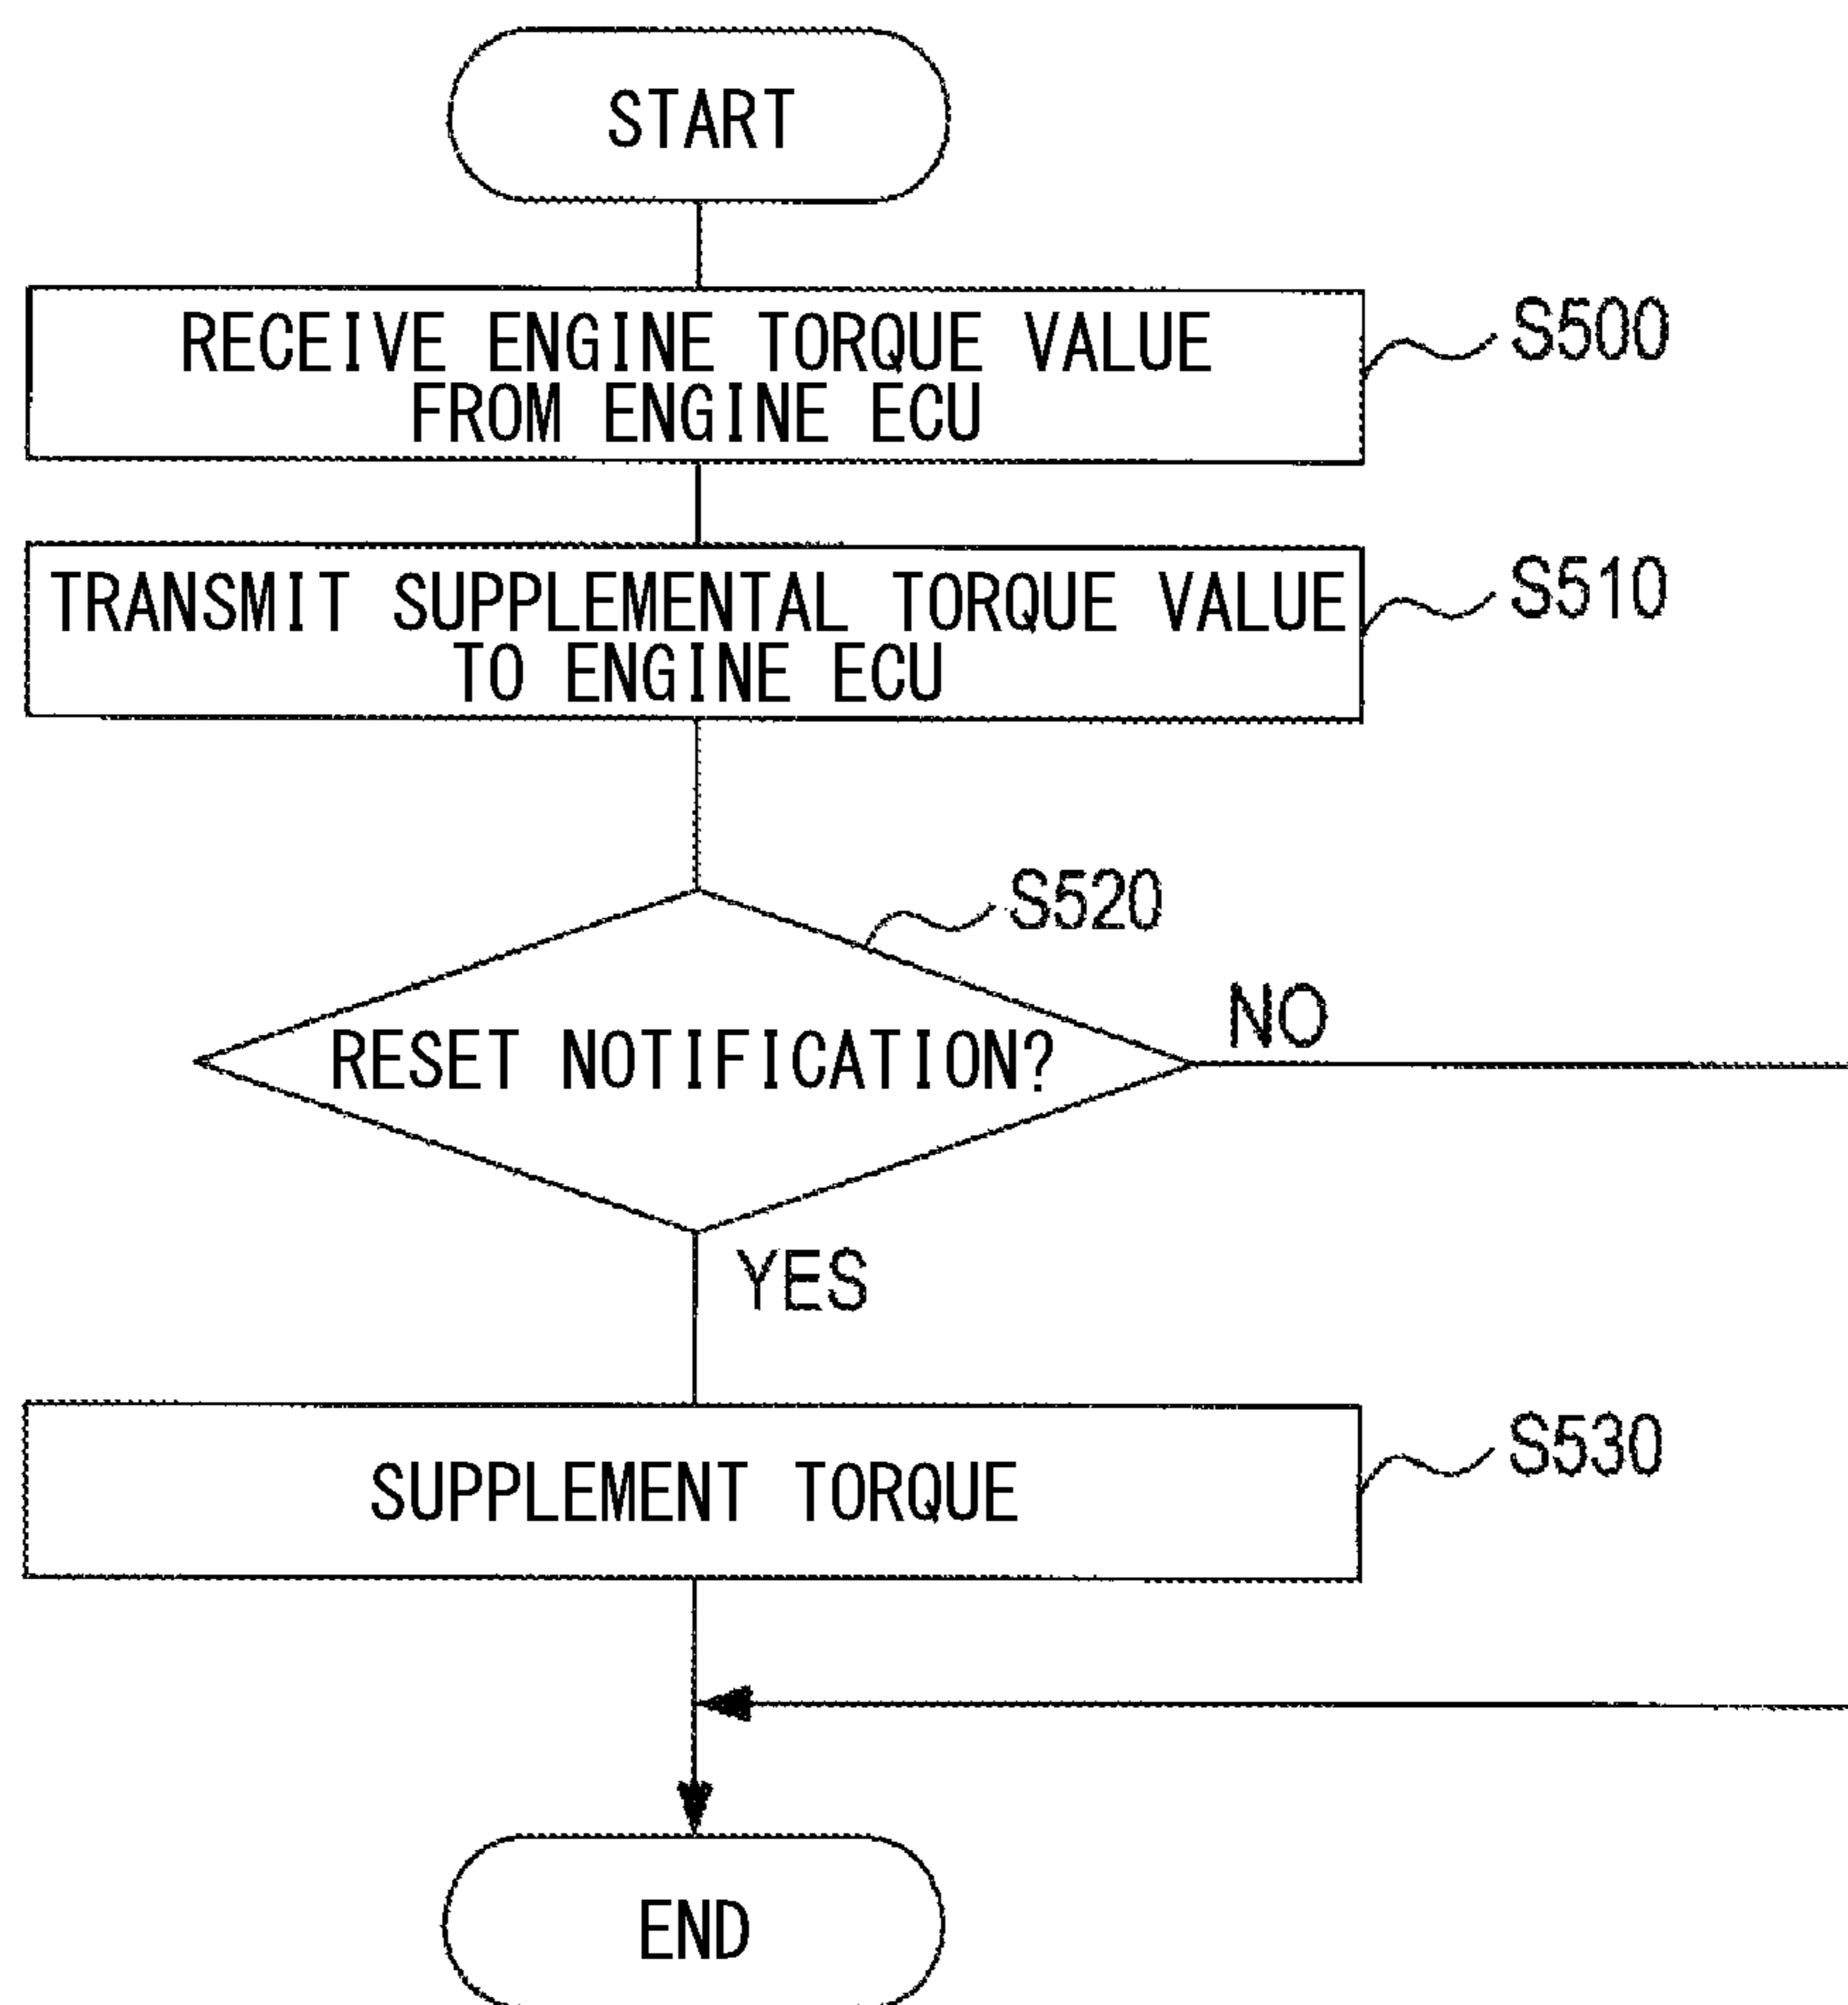 START
RECEIVE ENGINE TORQUE VALUE
FROM ENGINE ECU
S500
TRANSMIT SUPPLEMENTAL TORQUE VALUE
TO ENGINE ECU
S510
S520
RESET NOTIFICATION?
NO
YES
SUPPLEMENT TORQUE
S530
END